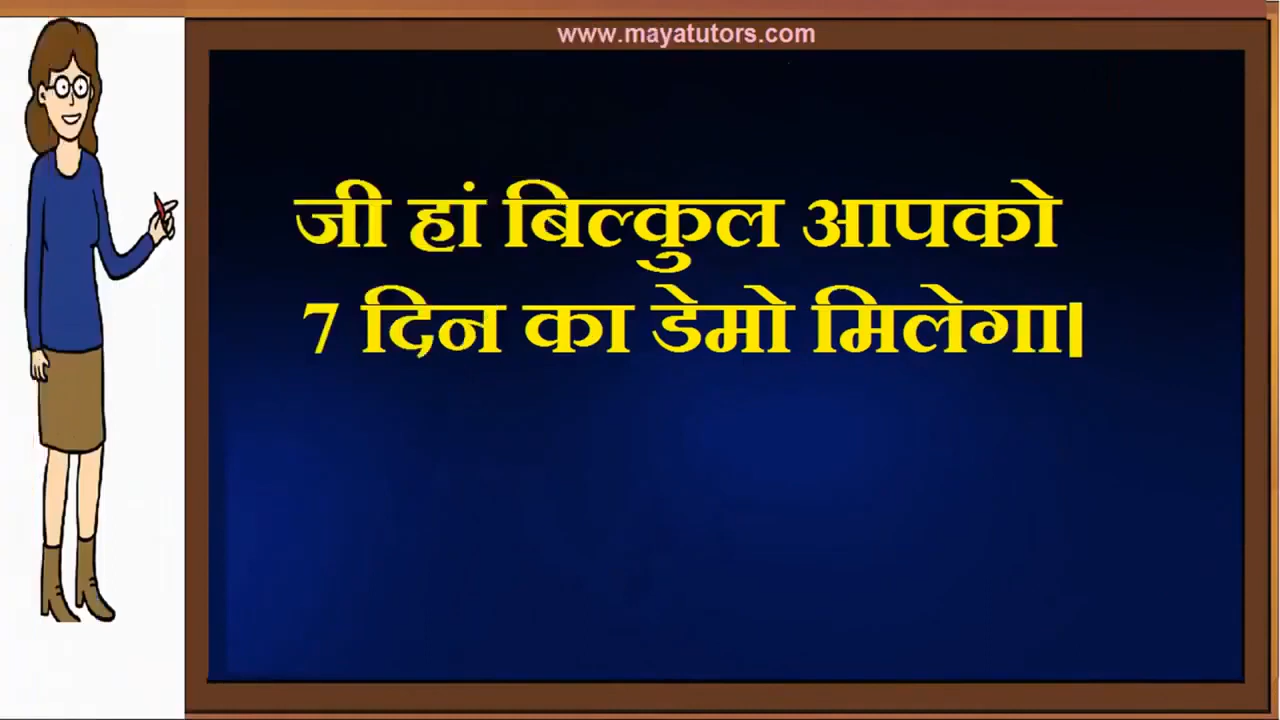 www.mayatutors.com
जी हां बिल्कुल आपको
7 दिन का डेमो मिलेगा।